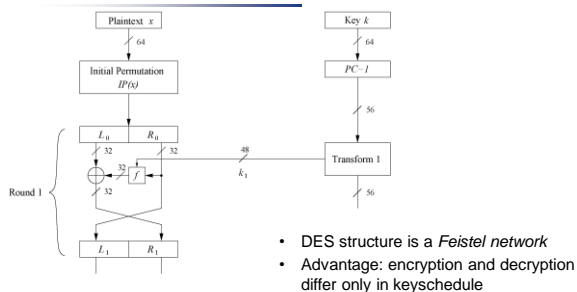 Plaintext x
Key k
64
64
Initial Permutation
IP(x)
PC−1
56
L0 R0
Transform 1
32 32
48
k1
32
f
32
56
Round 1
L1 R1
• DES structure is a Feistel network
• Advantage: encryption and decryption
differ only in keyschedule